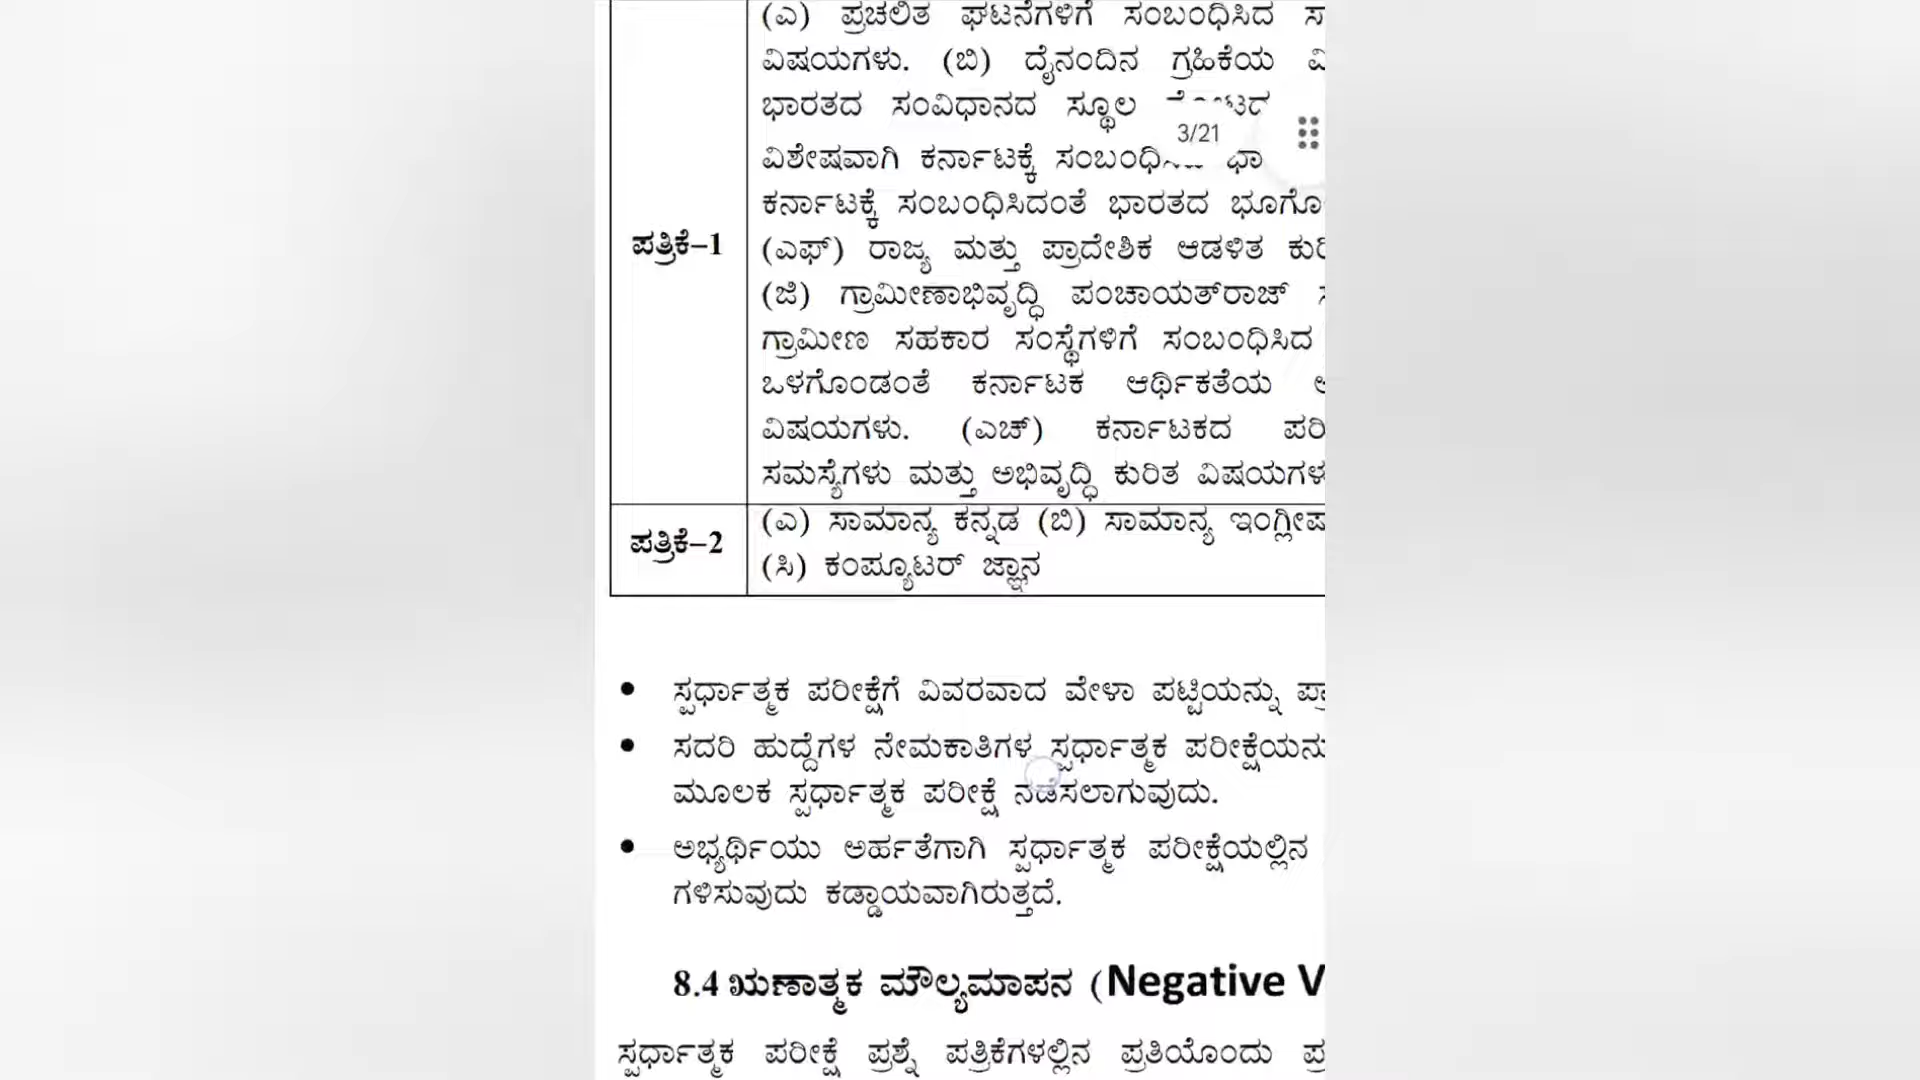 (ಎ) ಪ್ರಚಲಿತ ಘಟನೆಗಳಿಗೆ ಸಂಬಂಧಿಸಿದ
ವಿಷಯಗಳು. (ಬಿ) ದೈನಂದಿನ ಗ್ರಹಿಕೆಯ
ಭಾರತದ ಸಂವಿಧಾನದ ಸ್ಥೂಲ
3/21
ವಿಶೇಷವಾಗಿ ಕರ್ನಾಟಕ್ಕೆ
ಕರ್ನಾಟಕ್ಕೆ ಸಂಬಂಧಿಸಿದಂತೆ ಭಾರತದ
ಪತ್ರಿಕೆ–1
(ಎಫ್) ರಾಜ್ಯ ಮತ್ತು ಪ್ರಾದೇಶಿಕ ಆಡಳಿತ
(ಜಿ) ಗ್ರಾಮೀಣಾಭಿವೃದ್ಧಿ ಪಂಚಾಯತ್‌ರಾಜ್
ಗ್ರಾಮೀಣ ಸಹಕಾರ ಸಂಸ್ಥೆಗಳಿಗೆ ಸಂಬಂಧಿಸಿದ
ಒಳಗೊಂಡಂತೆ ಕರ್ನಾಟಕ ಆರ್ಥಿಕತೆಯ
ವಿಷಯಗಳು. (ಎಚ್) ಕರ್ನಾಟಕದ
ಸಮಸ್ಯೆಗಳು ಮತ್ತು ಅಭಿವೃದ್ಧಿ ಕುರಿತ ವಿಷಯಗಳ
ಪತ್ರಿಕೆ–2
(ಎ) ಸಾಮಾನ್ಯ ಕನ್ನಡ (ಬಿ) ಸಾಮಾನ್ಯ ಇಂಗ್ಲೀಷ
(ಸಿ) ಕಂಪ್ಯೂಟರ್ ಜ್ಞಾನ
• ಸ್ಪರ್ಧಾತ್ಮಕ ಪರೀಕ್ಷೆಗೆ ವಿವರವಾದ ವೇಳಾ ಪಟ್ಟಿಯನ್ನು
• ಸದರಿ ಹುದ್ದೆಗಳ ನೇಮಕಾತಿಗಳ ಸ್ಪರ್ಧಾತ್ಮಕ ಪರೀಕ್ಷೆಯನು
ಮೂಲಕ ಸ್ಪರ್ಧಾತ್ಮಕ ಪರೀಕ್ಷೆ ನಡೆಸಲಾಗುವುದು.
• ಅಭ್ಯರ್ಥಿಯು ಅರ್ಹತೆಗಾಗಿ ಸ್ಪರ್ಧಾತ್ಮಕ ಪರೀಕ್ಷೆಯಲ್ಲಿನ
ಗಳಿಸುವುದು ಕಡ್ಡಾಯವಾಗಿರುತ್ತದೆ.
8.4 ಋಣಾತ್ಮಕ ಮೌಲ್ಯಮಾಪನ (Negative V
ಸ್ಪರ್ಧಾತ್ಮಕ ಪರೀಕ್ಷೆ ಪ್ರಶ್ನೆ ಪತ್ರಿಕೆಗಳಲ್ಲಿನ ಪ್ರತಿಯೊಂದು